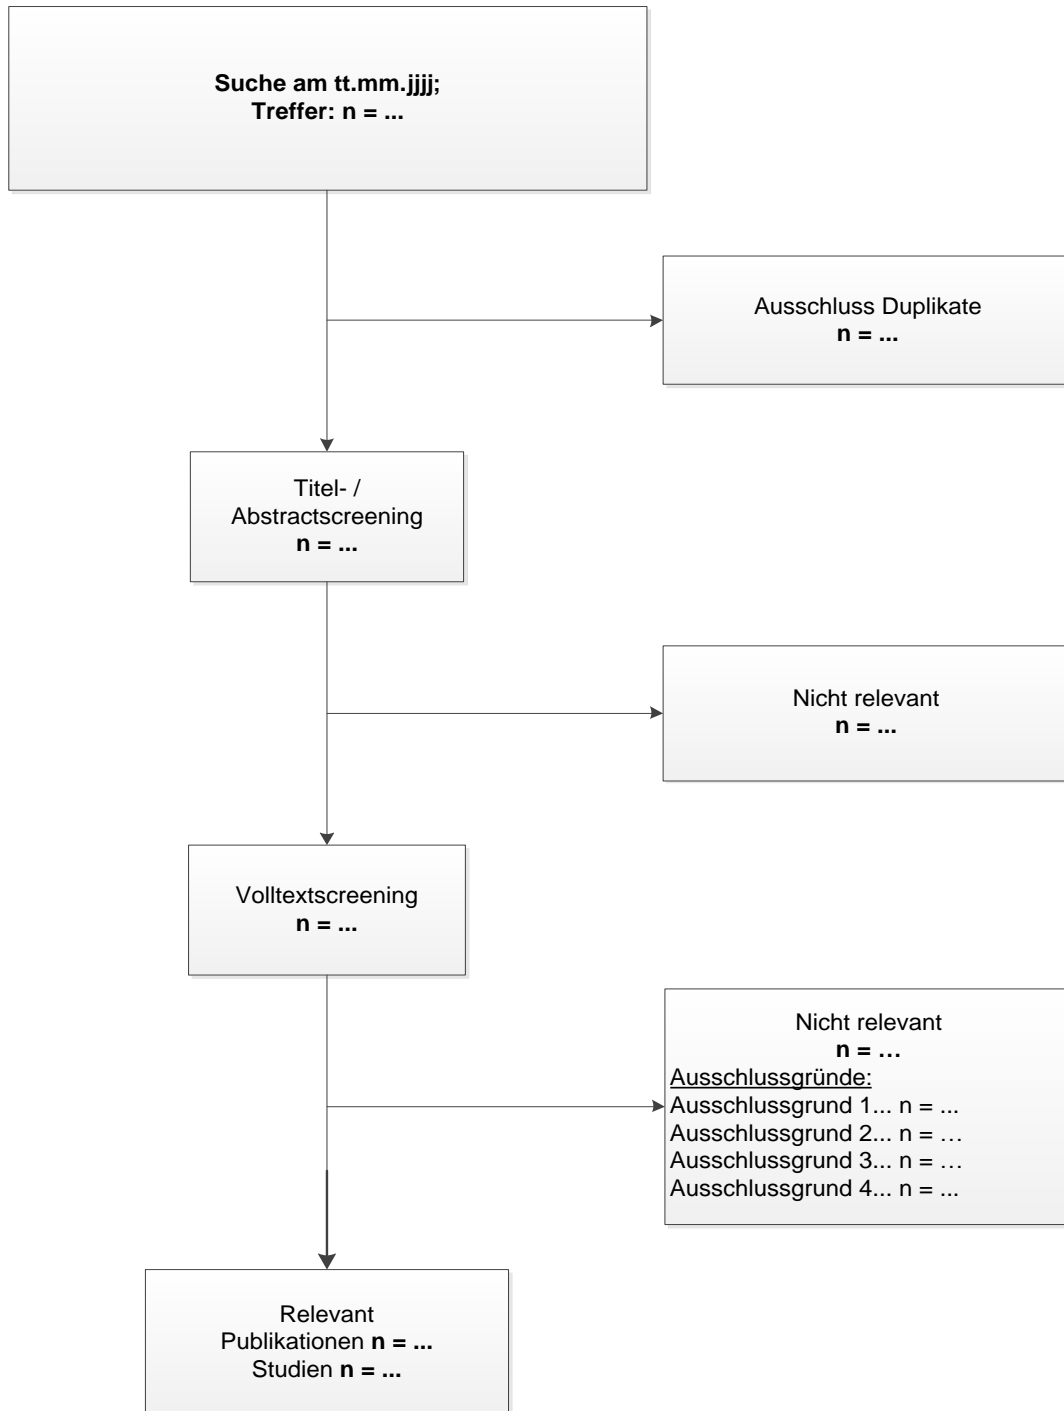 Suche am tt.mm.jjjj;
Treffer: n = ...
Ausschluss Duplikate
n = ...
Titel- /
Abstractscreening
n = ...
Nicht relevant
n = ...
Volltextscreening
n = ...
Nicht relevant
n = …
Ausschlussgründe:
Ausschlussgrund 1... n = ...
Ausschlussgrund 2... n = …
Ausschlussgrund 3... n = …
Ausschlussgrund 4... n = ...
Relevant
Publikationen n = ...
Studien n = ...